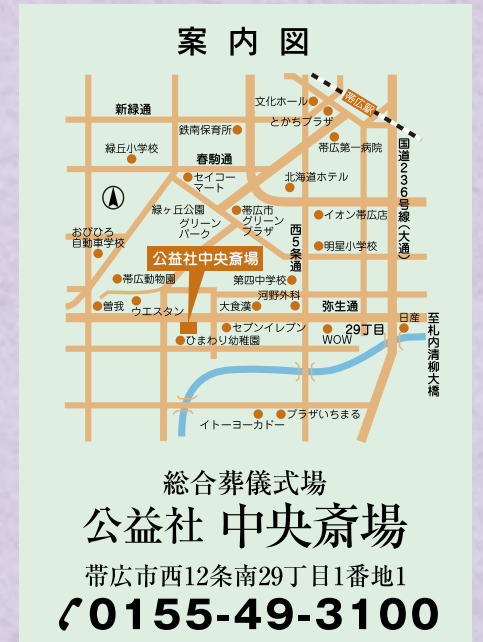 案内図
文化ホール
帯広駅
とかちプラザ
新緑通
鉄南保育所
緑丘小学校
春駒通
帯広第一病院
国道236号線(大通)
セイコー
マート
北海道ホテル
緑ヶ丘公園
グリーン
パーク
帯広市
グリーン
プラザ
イオン帯広店
西5条通
おびひろ
自動車学校
明星小学校
公益社中央斎場
帯広動物園
第四中学校
河野外科
曽我
ウエスタン
大食漢
弥生通
至札内清柳大橋
セブンイレブン
29丁目
日産
WOW
ひまわり幼稚園
プラザいちまる
イトーヨーカドー
総合葬儀式場
公益社 中央斎場
帯広市西12条南29丁目1番地1
0155-49-3100